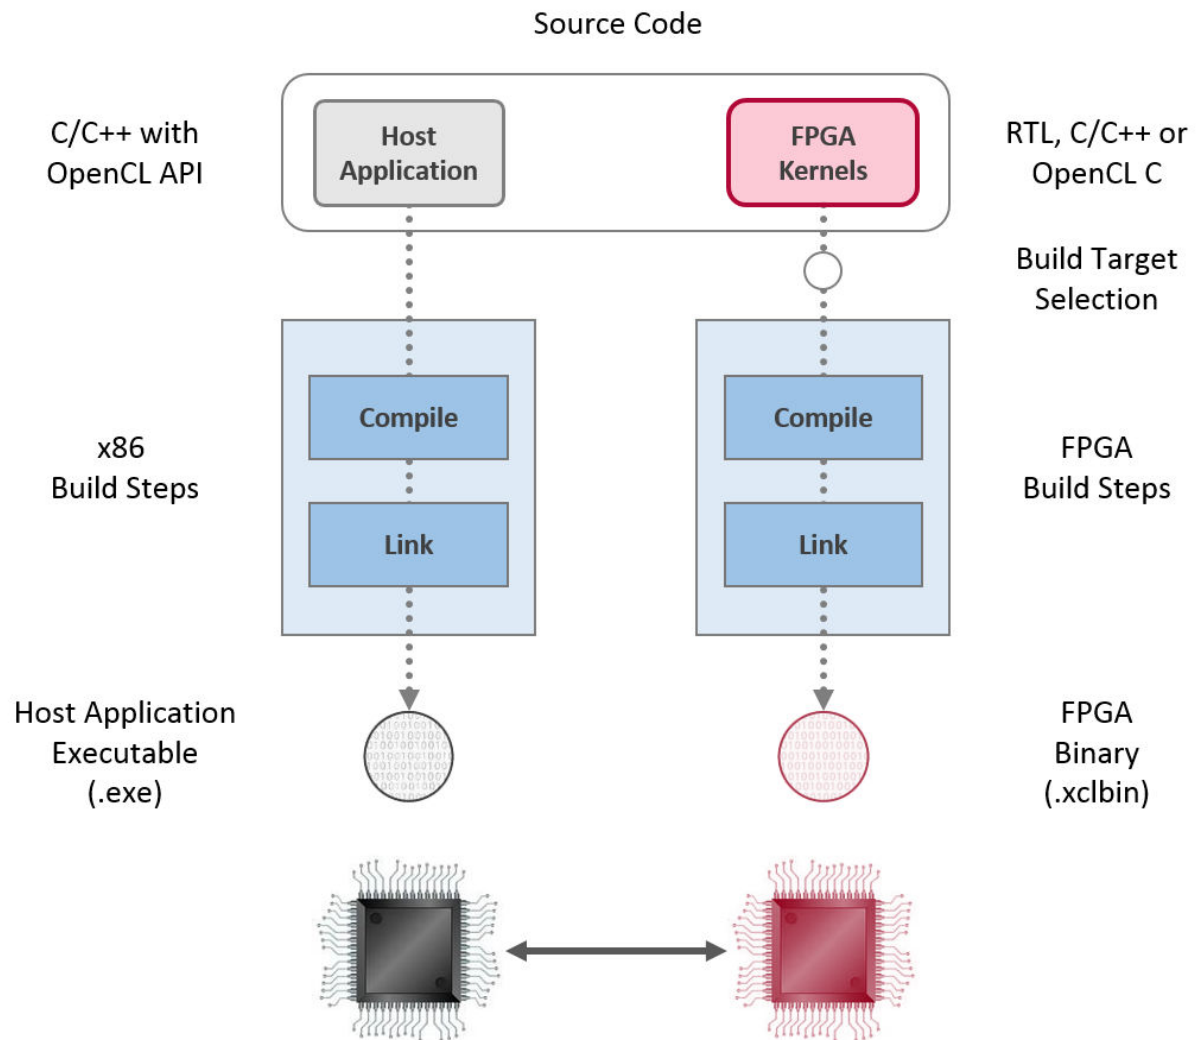 Source Code
C/C++ with
OpenCL API
Host
Application
FPGA
Kernels
RTL, C/C++ or
OpenCL C
Build Target
Selection
x86
Build Steps
Compile
Link
Compile
Link
FPGA
Build Steps
Host Application
Executable
(.exe)
FPGA
Binary
(.xclbin)